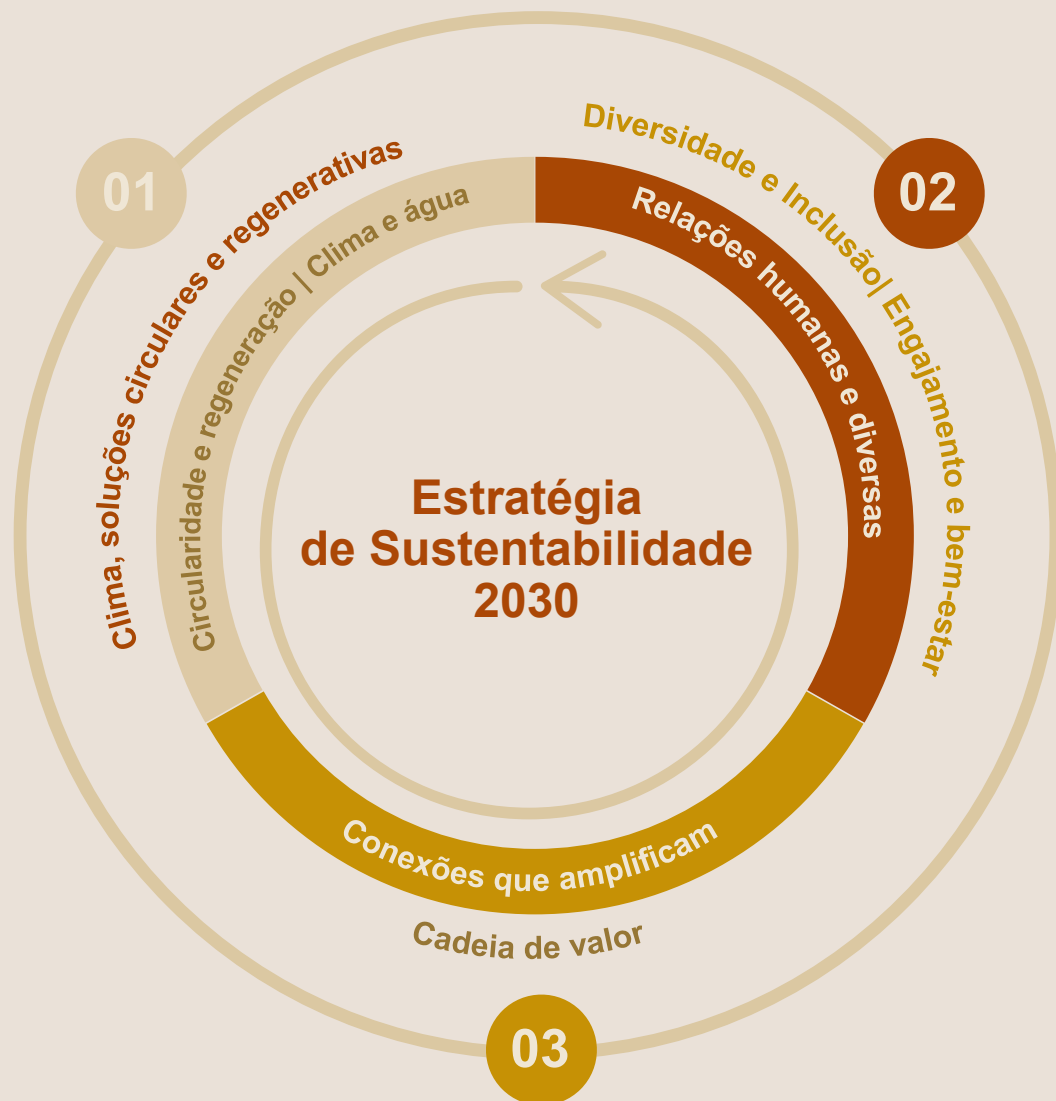 01
Clima, soluções circulares e regenerativas
Circularidade e regeneração | Clima e água
02
Diversidade e Inclusão| Engajamento e bem-estar
Relações humanas e diversas
Estratégia
de Sustentabilidade
2030
Conexões que amplificam
Cadeia de valor
03